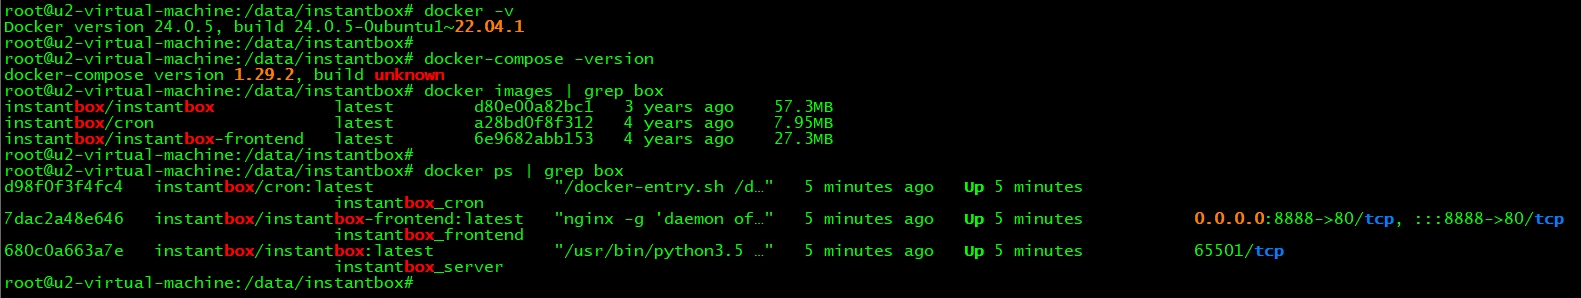 root@u2-virtual-machine:/data/instantbox# docker -v
Docker version 24.0.5, build 24.0.5-0ubuntu1~22.04.1
root@u2-virtual-machine:/data/instantbox#
root@u2-virtual-machine:/data/instantbox# docker-compose -version
docker-compose version 1.29.2, build unknown
root@u2-virtual-machine:/data/instantbox# docker images | grep box
instantbox/instantbox            latest        d80e00a82bc1   3 years ago    57.3MB
instantbox/cron                  latest        a28bd0f8f312   4 years ago    7.95MB
instantbox/instantbox-frontend   latest        6e9682abb153   4 years ago    27.3MB
root@u2-virtual-machine:/data/instantbox#
root@u2-virtual-machine:/data/instantbox# docker ps | grep box
d98f0f3f4fc4   instantbox/cron:latest                  "/docker-entry.sh /d…"   5 minutes ago   Up 5 minutes
                                 instantbox_cron
7dac2a48e646   instantbox/instantbox-frontend:latest   "nginx -g 'daemon of…"   5 minutes ago   Up 5 minutes           0.0.0.0:8888->80/tcp, :::8888->80/tcp
                                 instantbox_frontend
680c0a663a7e   instantbox/instantbox:latest            "/usr/bin/python3.5 …"   5 minutes ago   Up 5 minutes           65501/tcp
                                 instantbox_server
root@u2-virtual-machine:/data/instantbox#